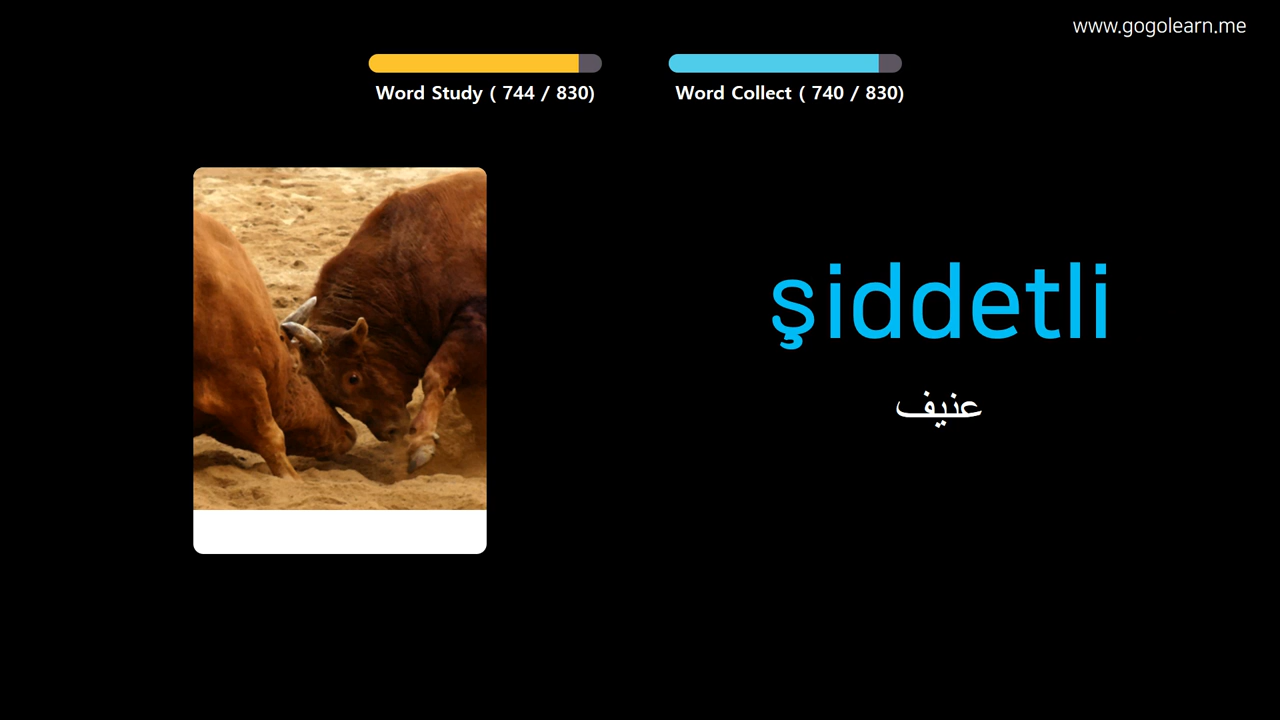 www.gogolearn.me
Word Study ( 744 / 830)
Word Collect ( 740 / 830)
şiddetli
عنيف